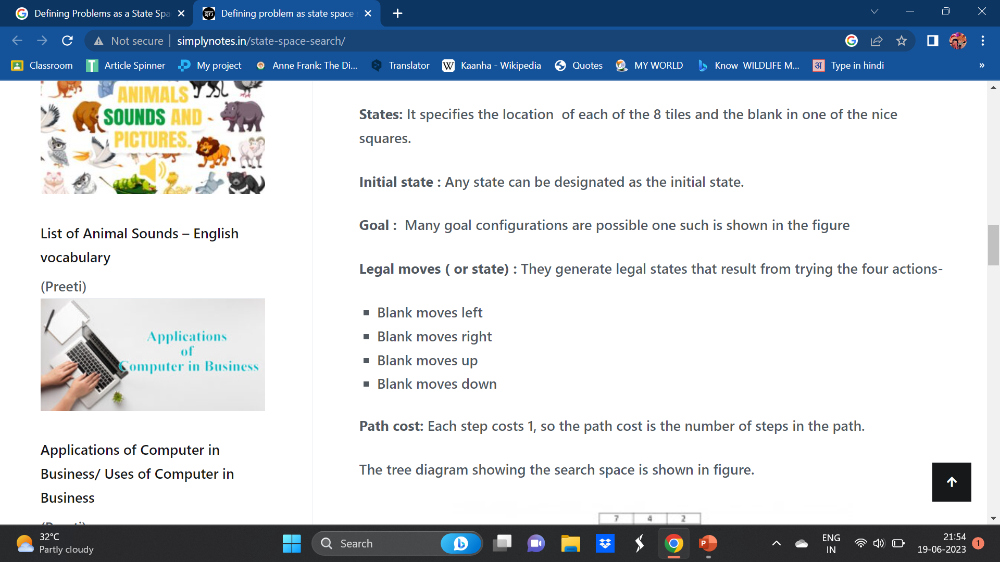 Defining Problems as a State Spa
Defining problem as state space
Not secure
simplynotes.in/state-space-search/
Classroom
Article Spinner
My project
Anne Frank: The Di...
Translator
Kaanha - Wikipedia
Quotes
MY WORLD
Know WILDLIFE M...
Type in hindi
»
ANIMALS
SOUNDS AND
PICTURES.
List of Animal Sounds – English
vocabulary
(Preeti)
Applications
of
Computer in Business
Applications of Computer in
Business/ Uses of Computer in
Business
States: It specifies the location of each of the 8 tiles and the blank in one of the nice
squares.
Initial state : Any state can be designated as the initial state.
Goal : Many goal configurations are possible one such is shown in the figure
Legal moves ( or state) : They generate legal states that result from trying the four actions-
Blank moves left
Blank moves right
Blank moves up
Blank moves down
Path cost: Each step costs 1, so the path cost is the number of steps in the path.
The tree diagram showing the search space is shown in figure.
7 4 2
32°C
Partly cloudy
Search
ENG
IN
21:54
19-06-2023
1